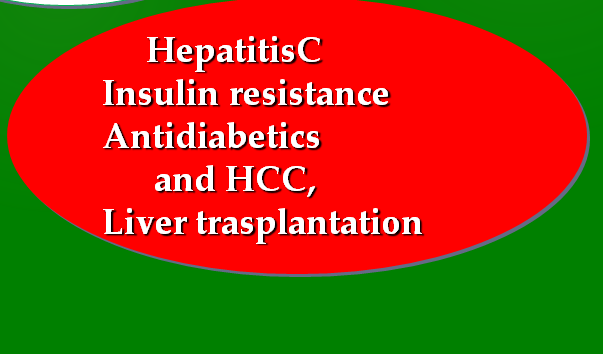 HepatitisC
Insulin resistance
Antidiabetics
and HCC,
Liver trasplantation